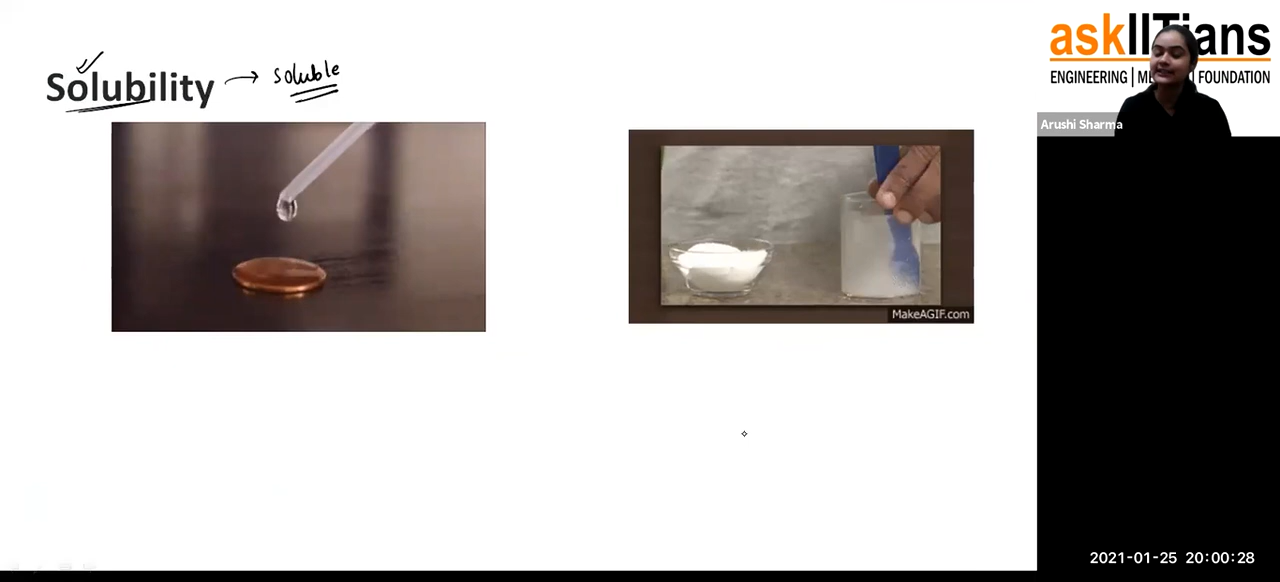 askIITians
ENGINEERING | ME | FOUNDATION
Solubility → soluble
Arushi Sharma
MakeAGIF.com
2021-01-25 20:00:28